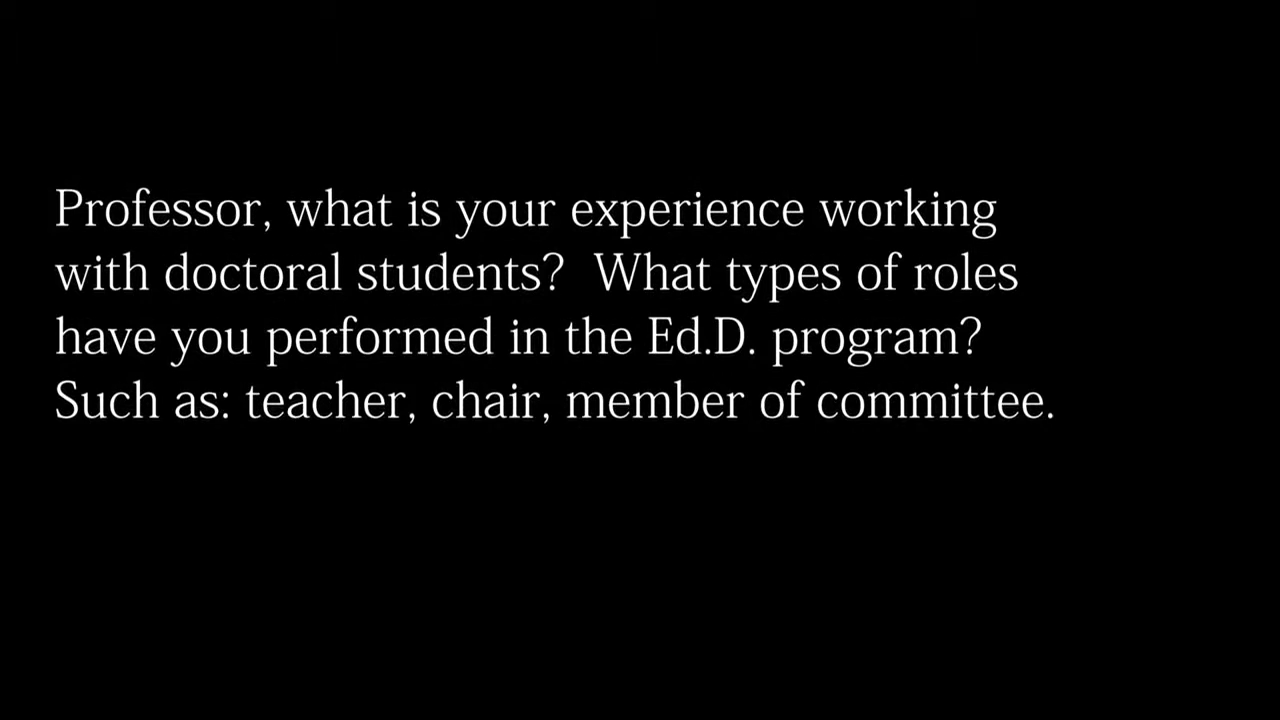 Professor, what is your experience working
with doctoral students?  What types of roles
have you performed in the Ed.D. program?
Such as: teacher, chair, member of committee.